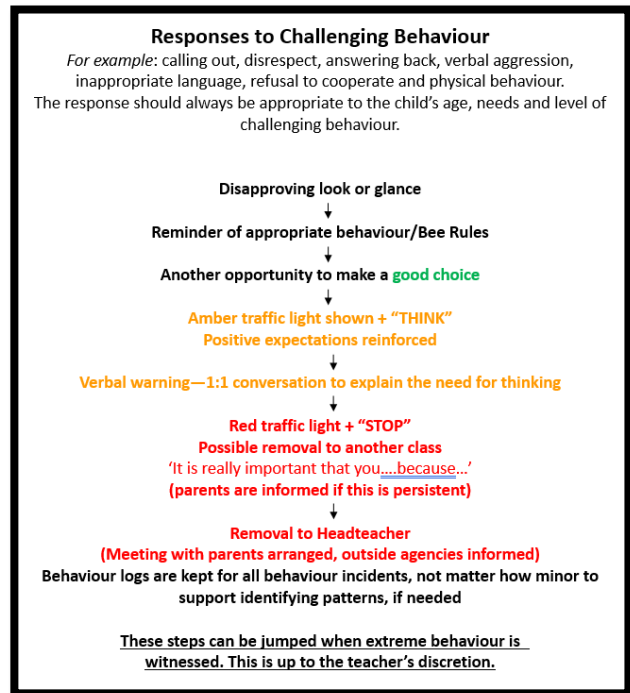 Responses to Challenging Behaviour
For example: calling out, disrespect, answering back, verbal aggression,
inappropriate language, refusal to cooperate and physical behaviour.
The response should always be appropriate to the child's age, needs and level of
challenging behaviour.
Disapproving look or glance
Reminder of appropriate behaviour/Bee Rules
Another opportunity to make a good choice
Amber traffic light shown + “THINK”
Positive expectations reinforced
Verbal warning—1:1 conversation to explain the need for thinking
Red traffic light + “STOP”
Possible removal to another class
‘It is really important that you....because...’
(parents are informed if this is persistent)
Removal to Headteacher
(Meeting with parents arranged, outside agencies informed)
Behaviour logs are kept for all behaviour incidents, not matter how minor to
support identifying patterns, if needed
These steps can be jumped when extreme behaviour is
witnessed. This is up to the teacher's discretion.